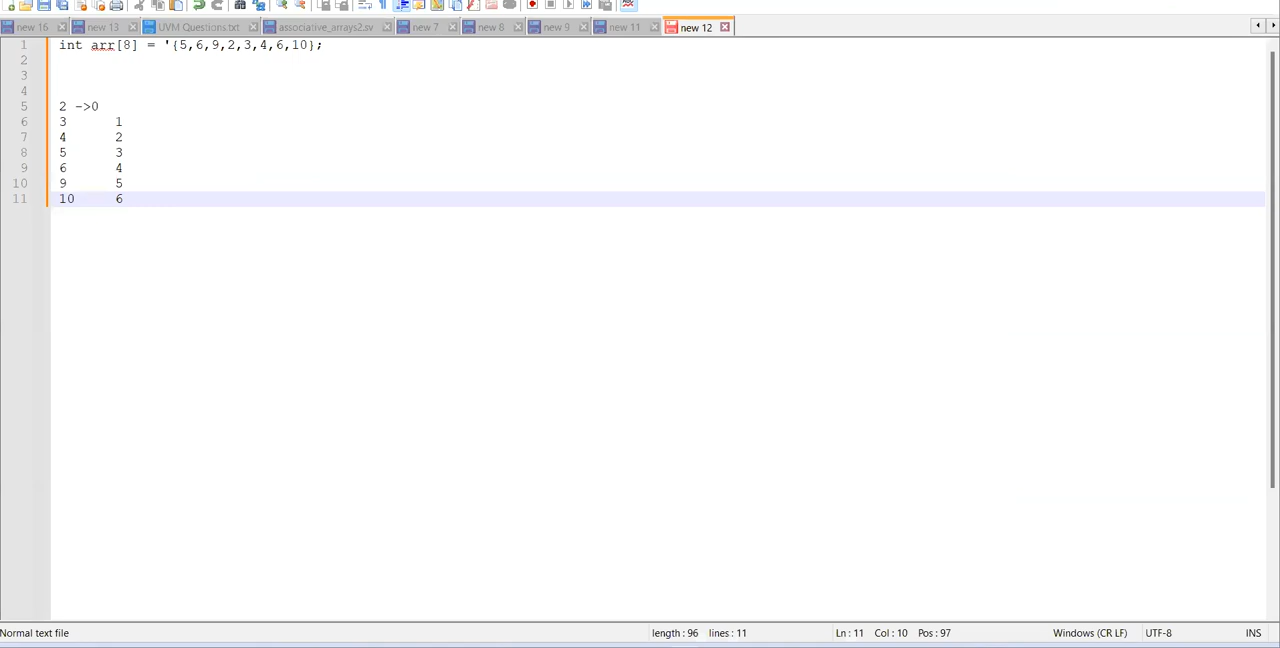 new 16 new 13 UVM Questions.txt associative_arrays2.sv new 7 new 8 new 9 new 11 new 12
1 int arr[8] = '{5,6,9,2,3,4,6,10};
2
3
4
5 2 ->0
6 3 1
7 4 2
8 5 3
9 6 4
10 9 5
11 10 6
Normal text file length : 96 lines : 11 Ln : 11 Col : 10 Pos : 97 Windows (CR LF) UTF-8 INS